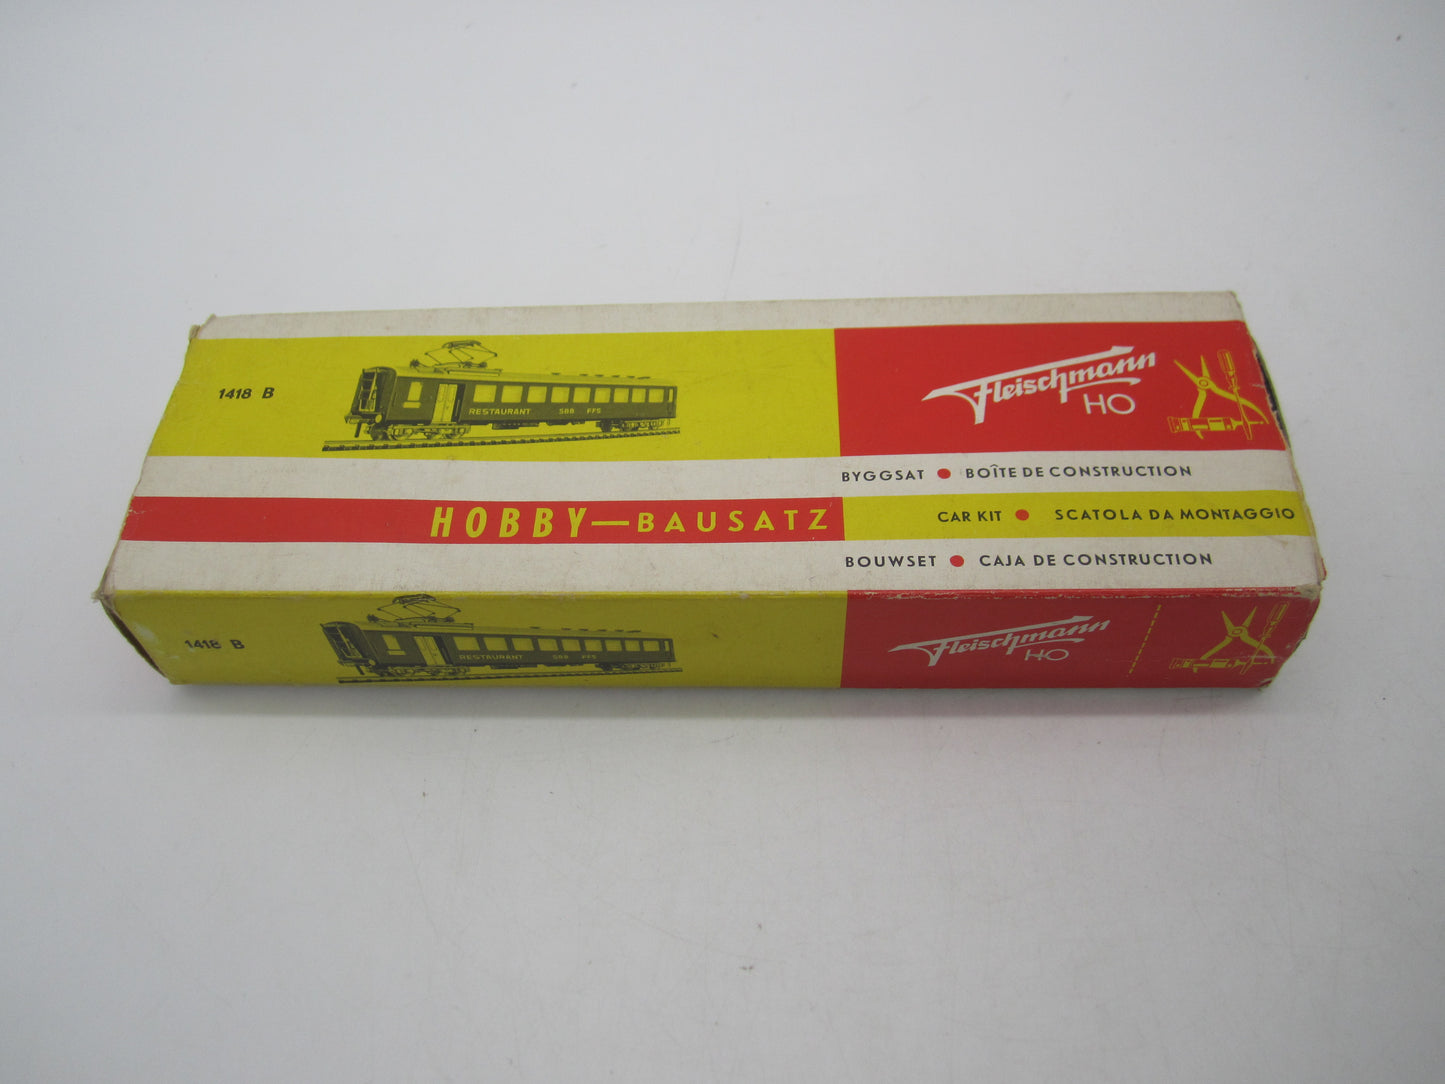 1418 B
RESTAURANT SBB FFS
Fleischmann
HO
BYGGSAT • BOÎTE DE CONSTRUCTION
HOBBY—BAUSATZ
CAR KIT • SCATOLA DA MONTAGGIO
BOUWSET • CAJA DE CONSTRUCTION
1418 B
RESTAURANT SBB FFS
Fleischmann
HO